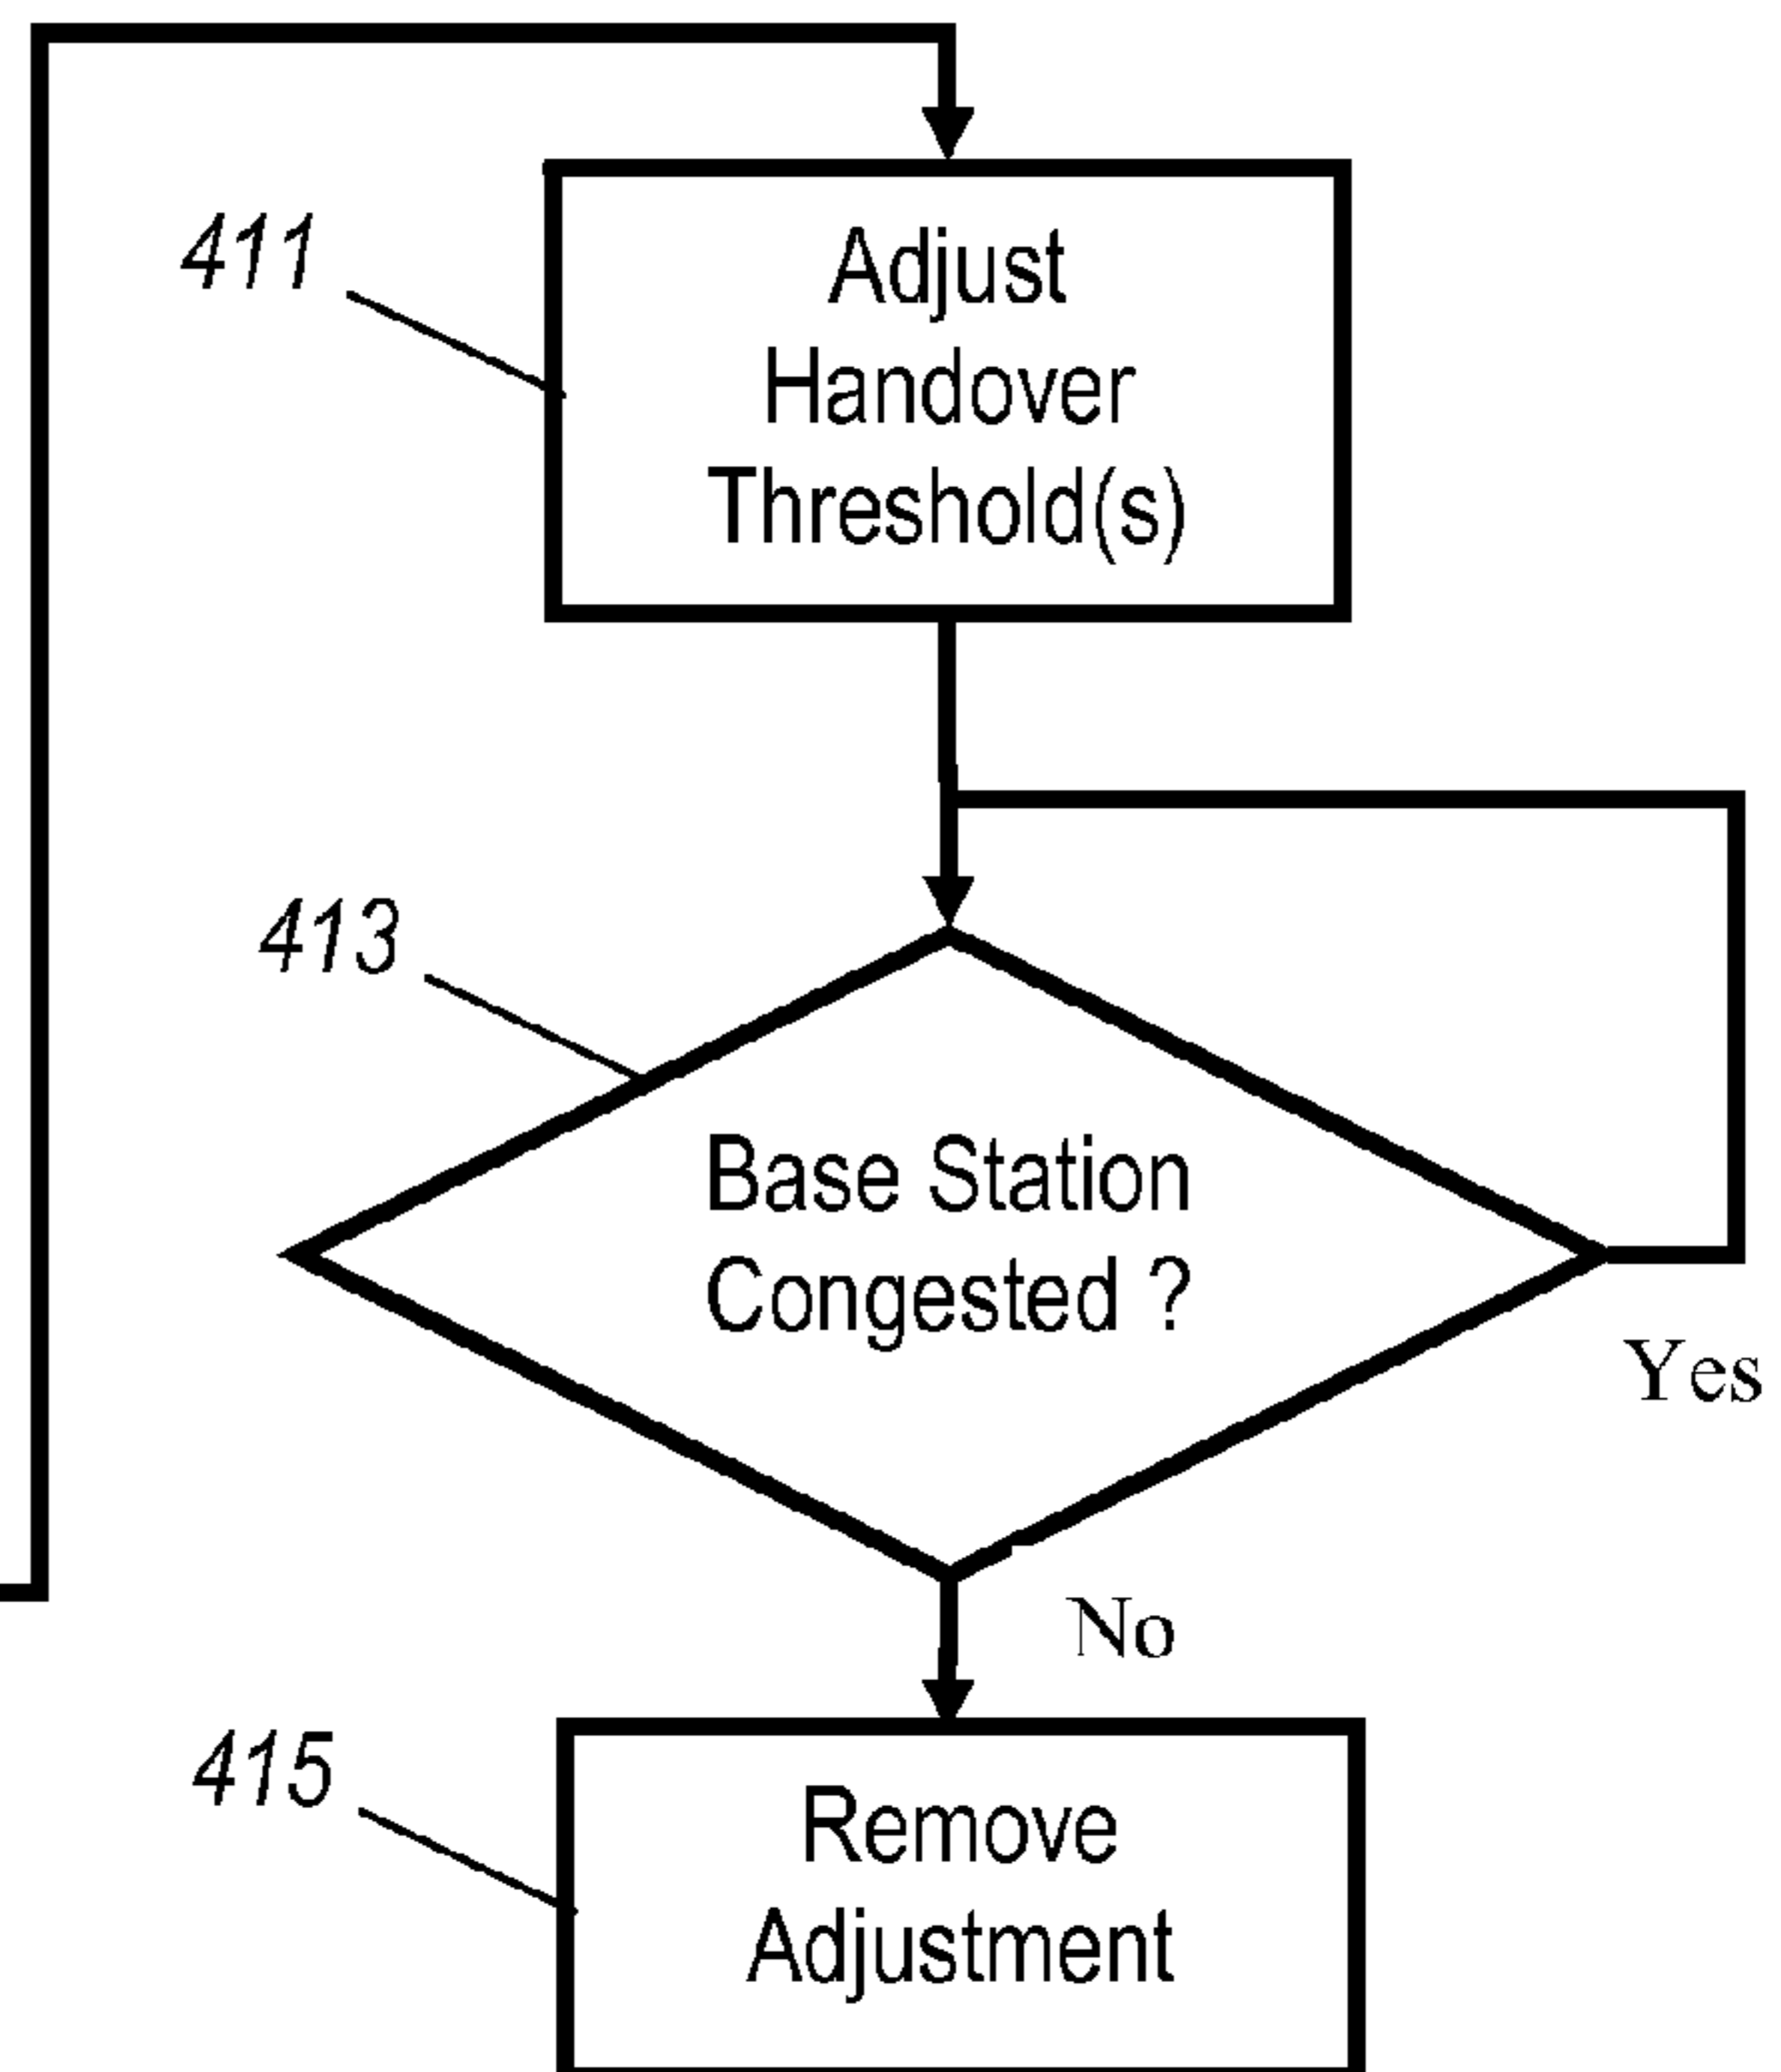 411
Adjust
Handover
Threshold(s)
413
Base Station
Congested ?
Yes
No
415
Remove
Adjustment